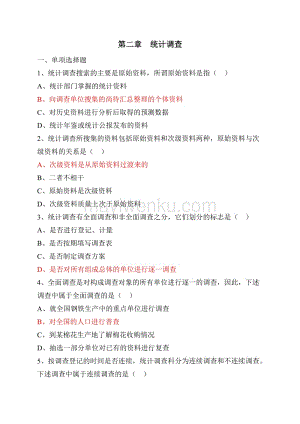 第二章 统计调查
一、单项选择题
1、统计调查搜索的主要是原始资料，所谓原始资料是指（ ）
A、统计部门掌握的统计资料
B、向调查单位搜集的尚待汇总整理的个体资料
C、对历史资料进行分析后取得的预测数据
D、统计年鉴或统计公报发布的资料
2、统计调查所搜集的资料包括原始资料和次级资料两种，原始资料与次
级资料的关系是（ ）
A、次级资料是从原始资料过渡来的
B、二者不相干
C、原始资料是次级资料
D、次级资料质量上次于原始资料
3、统计调查有全面调查和非全面调查之分，它们划分的标志是（ ）
A、是否进行登记、计量
B、是否按期填写调查表
C、是否制定调查方案
D、是否对所有组成总体的单位进行逐一调查
4、全面调查是对构成调查对象的所有单位进行逐一的调查，因此，下述
调查中属于全面调查的是（ ）
A、就全国钢铁生产中的重点单位进行调查
B、对全国的人口进行普查
C、到某棉花生产地了解棉花收购情况
D、抽选一部分单位对已有的资料进行复查
5、按调查登记的时间是否连续，统计调查科分为连续调查和不连续调查。
下述调查中属于连续调查的是（ ）